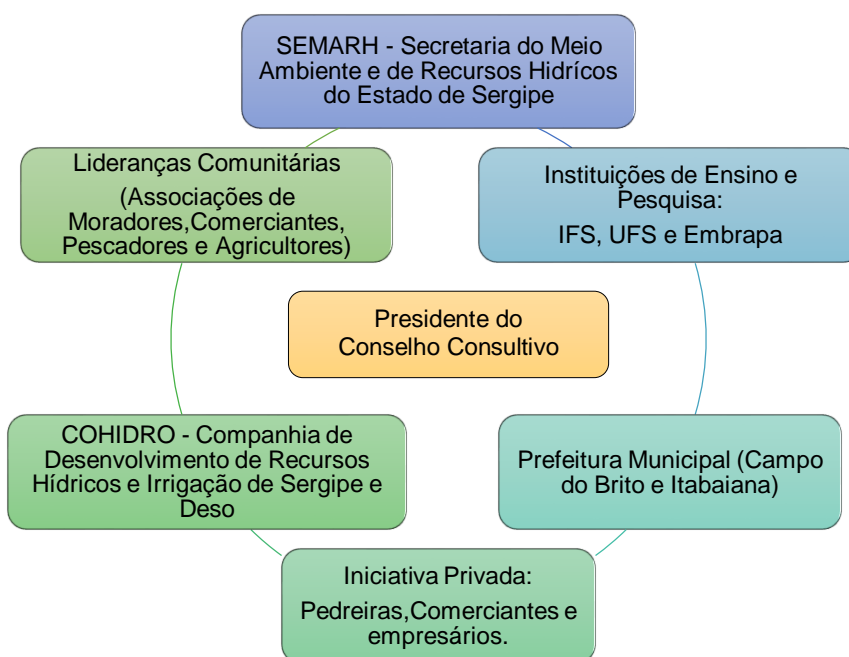 SEMARH - Secretaria do Meio
Ambiente e de Recursos Hidrícos
do Estado de Sergipe
Lideranças Comunitárias
(Associações de
Moradores,Comerciantes,
Pescadores e Agricultores)
Instituições de Ensino e
Pesquisa:
IFS, UFS e Embrapa
Presidente do
Conselho Consultivo
COHIDRO - Companhia de
Desenvolvimento de Recursos
Hídricos e Irrigação de Sergipe e
Deso
Prefeitura Municipal (Campo
do Brito e Itabaiana)
Iniciativa Privada:
Pedreiras,Comerciantes e
empresários.